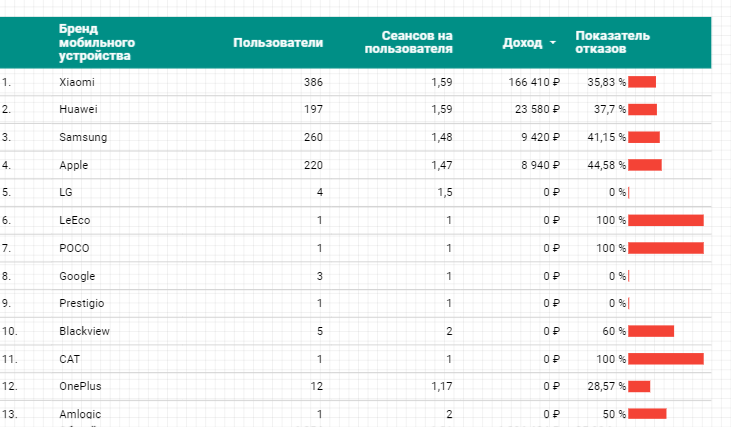 Бренд мобильного устройства Пользователи Сеансов на пользователя Доход Показатель отказов
1. Xiaomi 386 1,59 166 410 ₽ 35,83 %
2. Huawei 197 1,59 23 580 ₽ 37,7 %
3. Samsung 260 1,48 9 420 ₽ 41,15 %
4. Apple 220 1,47 8 940 ₽ 44,58 %
5. LG 4 1,5 0 ₽ 0 %
6. LeEco 1 1 0 ₽ 100 %
7. POCO 1 1 0 ₽ 100 %
8. Google 3 1 0 ₽ 0 %
9. Prestigio 1 1 0 ₽ 0 %
10. Blackview 5 2 0 ₽ 60 %
11. CAT 1 1 0 ₽ 100 %
12. OnePlus 12 1,17 0 ₽ 28,57 %
13. Amlogic 1 2 0 ₽ 50 %